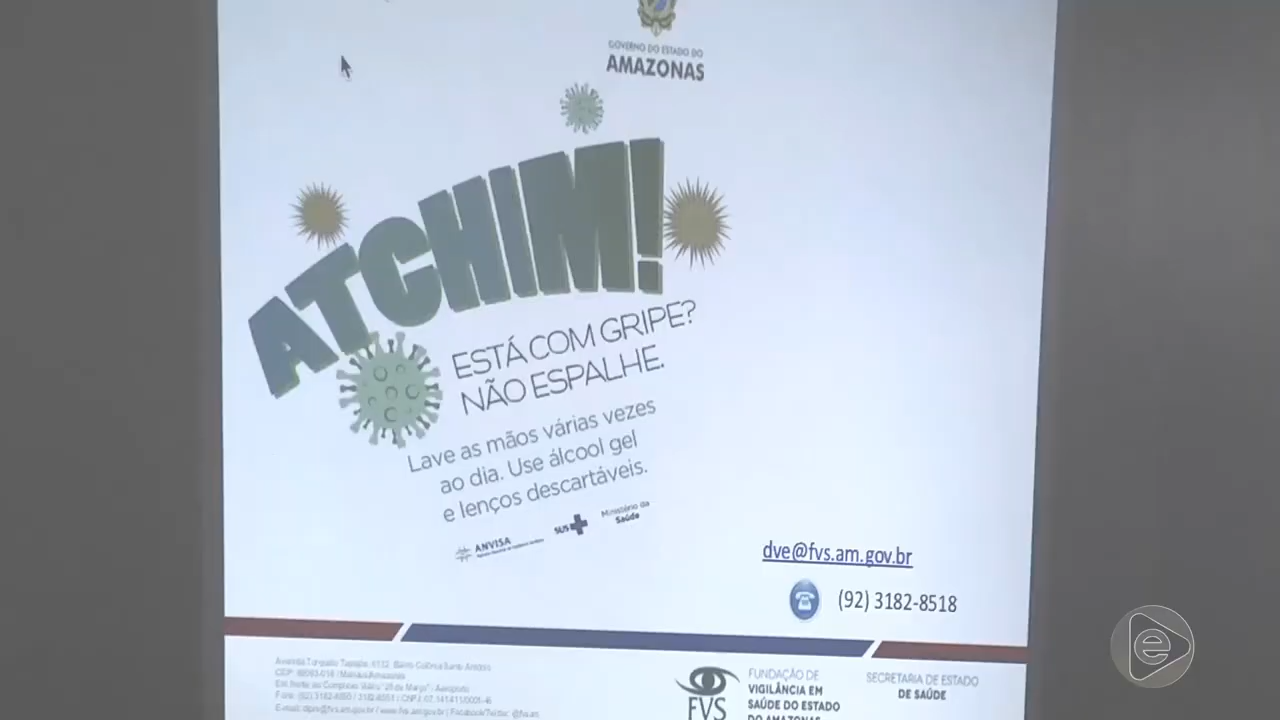 GOVERNO DO ESTADO DO
AMAZONAS
ATCHIM!
ESTÁ COM GRIPE?
NÃO ESPALHE.
Lave as mãos várias vezes
ao dia. Use álcool gel
e lenços descartáveis.
ANVISA
SUS
Ministério da
Saúde
dve@fvs.am.gov.br
(92) 3182-8518
FVS
FUNDAÇÃO DE
VIGILÂNCIA EM
SAÚDE DO ESTADO
DO AMAZONAS
SECRETARIA DE ESTADO
DE SAÚDE
e